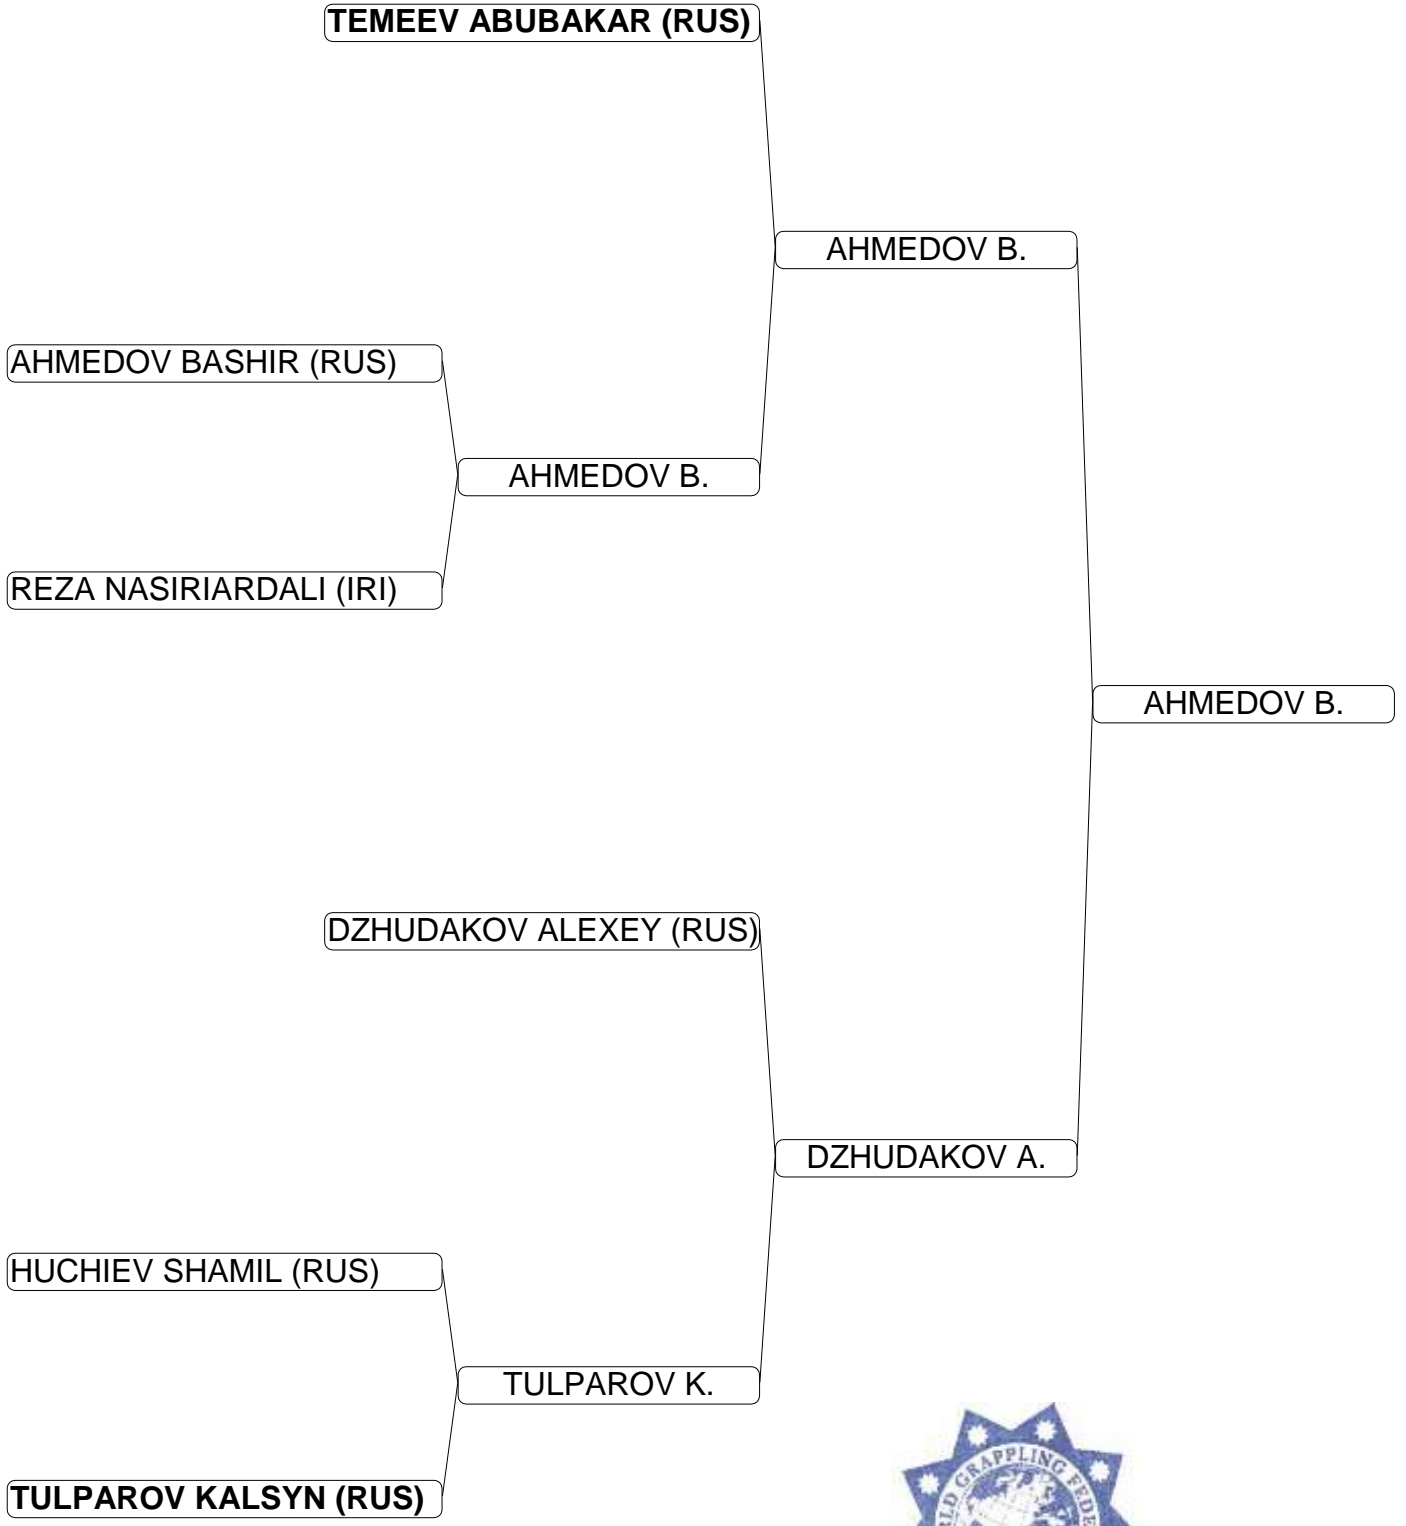 TEMEEV ABUBAKAR (RUS)
AHMEDOV B.
AHMEDOV BASHIR (RUS)
AHMEDOV B.
REZA NASIRIARDALI (IRI)
AHMEDOV B.
DZHUDAKOV ALEXEY (RUS)
DZHUDAKOV A.
HUCHIEV SHAMIL (RUS)
TULPAROV K.
TULPAROV KALSYN (RUS)
GRAPPLING